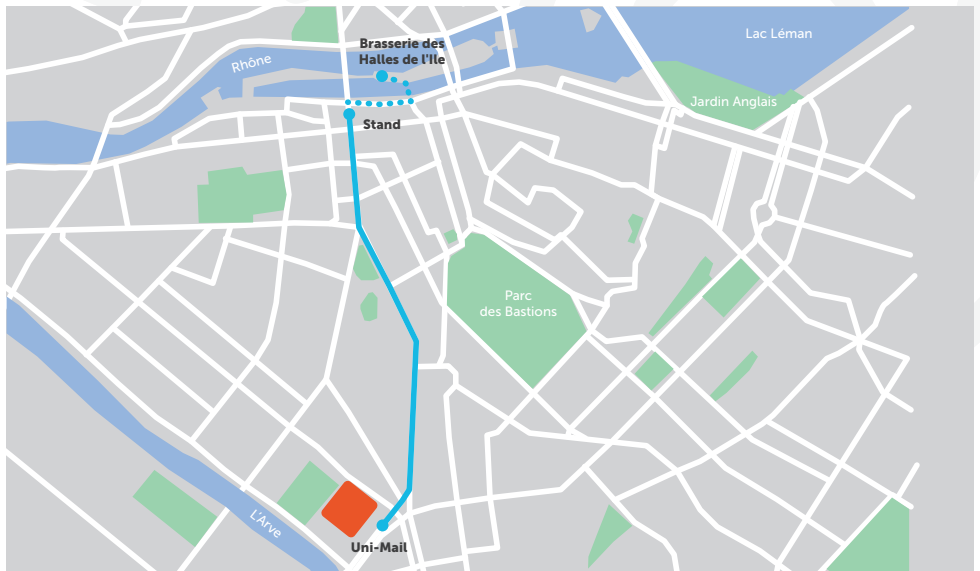 Lac Léman
Brasserie des
Halles de l'Ile
Rhône
Jardin Anglais
Stand
Parc
des Bastions
L'Arve
Uni-Mail